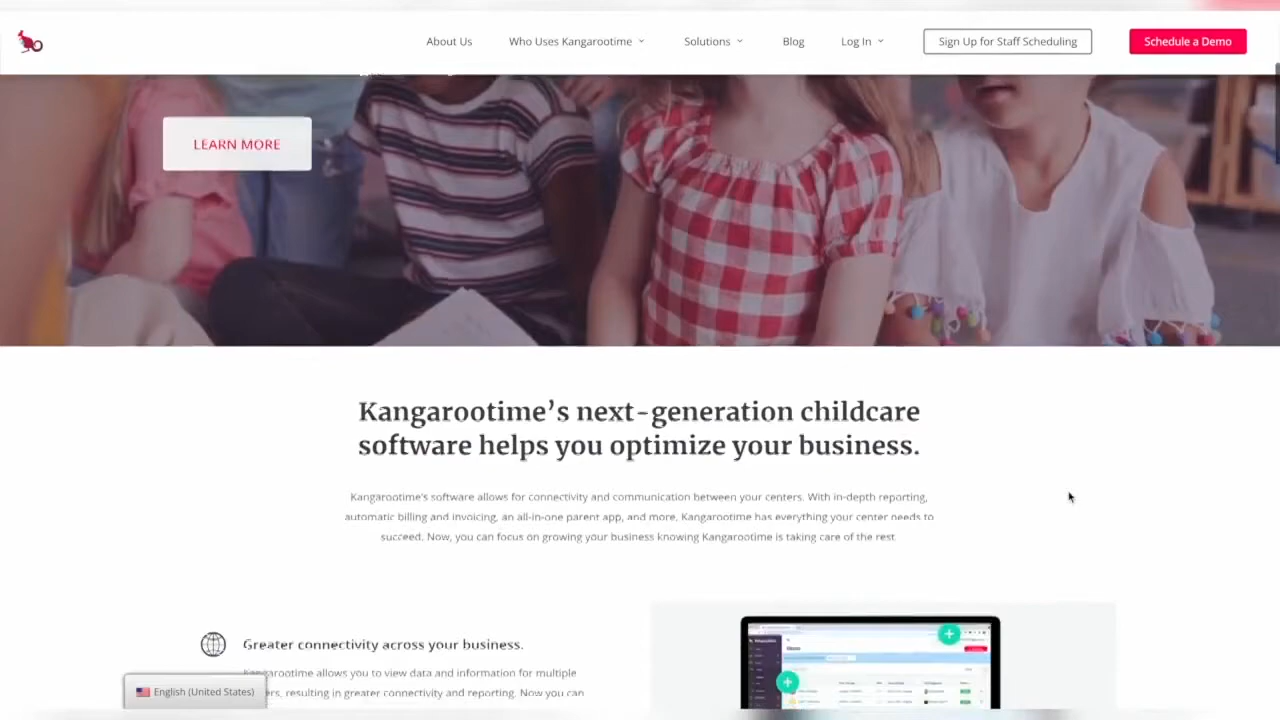 About Us
Who Uses Kangarootime
Solutions
Blog
Log In
Sign Up for Staff Scheduling
Schedule a Demo
LEARN MORE
Kangarootime’s next-generation childcare
software helps you optimize your business.
Kangarootime's software allows for connectivity and communication between your centers. With in-depth reporting,
automatic billing and invoicing, an all-in-one parent app, and more, Kangarootime has everything your center needs to
succeed. Now, you can focus on growing your business knowing Kangarootime is taking care of the rest
Greater connectivity across your business.
Kangarootime allows you to view data and information for multiple
resulting in greater connectivity and reporting. Now you can
English (United States)